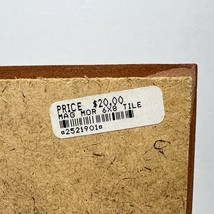 PRICE $20.00
MAG MOR 6X8 TILE
¤2521901¤